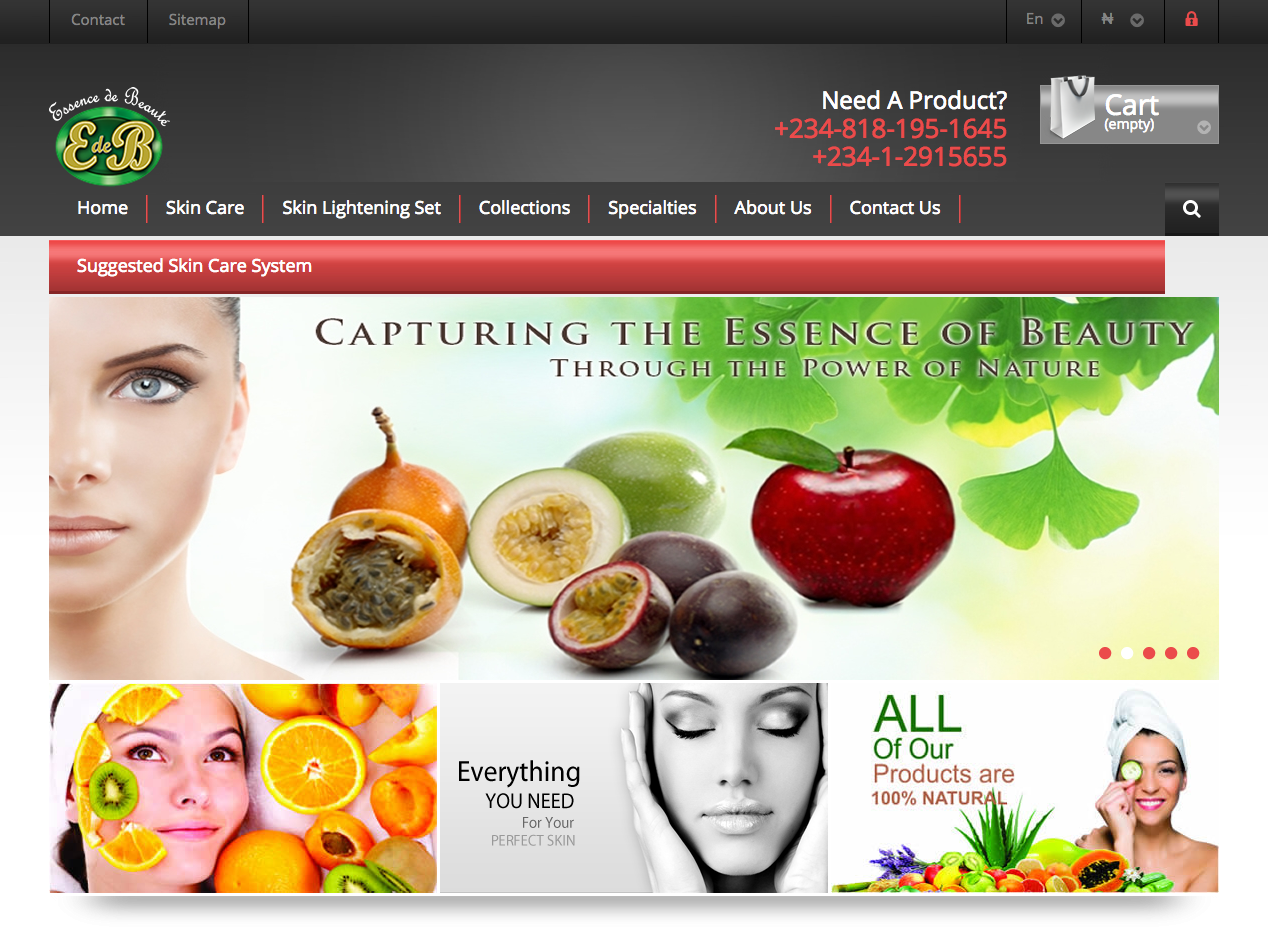 Contact
Sitemap
En
₦
Essence de Beauté
E de B
Need A Product?
+234-818-195-1645
+234-1-2915655
Cart
(empty)
Home
Skin Care
Skin Lightening Set
Collections
Specialties
About Us
Contact Us
Suggested Skin Care System
Capturing the Essence of Beauty
Through the Power of Nature
Everything
YOU NEED
For Your
PERFECT SKIN
ALL
Of Our
Products are
100% NATURAL